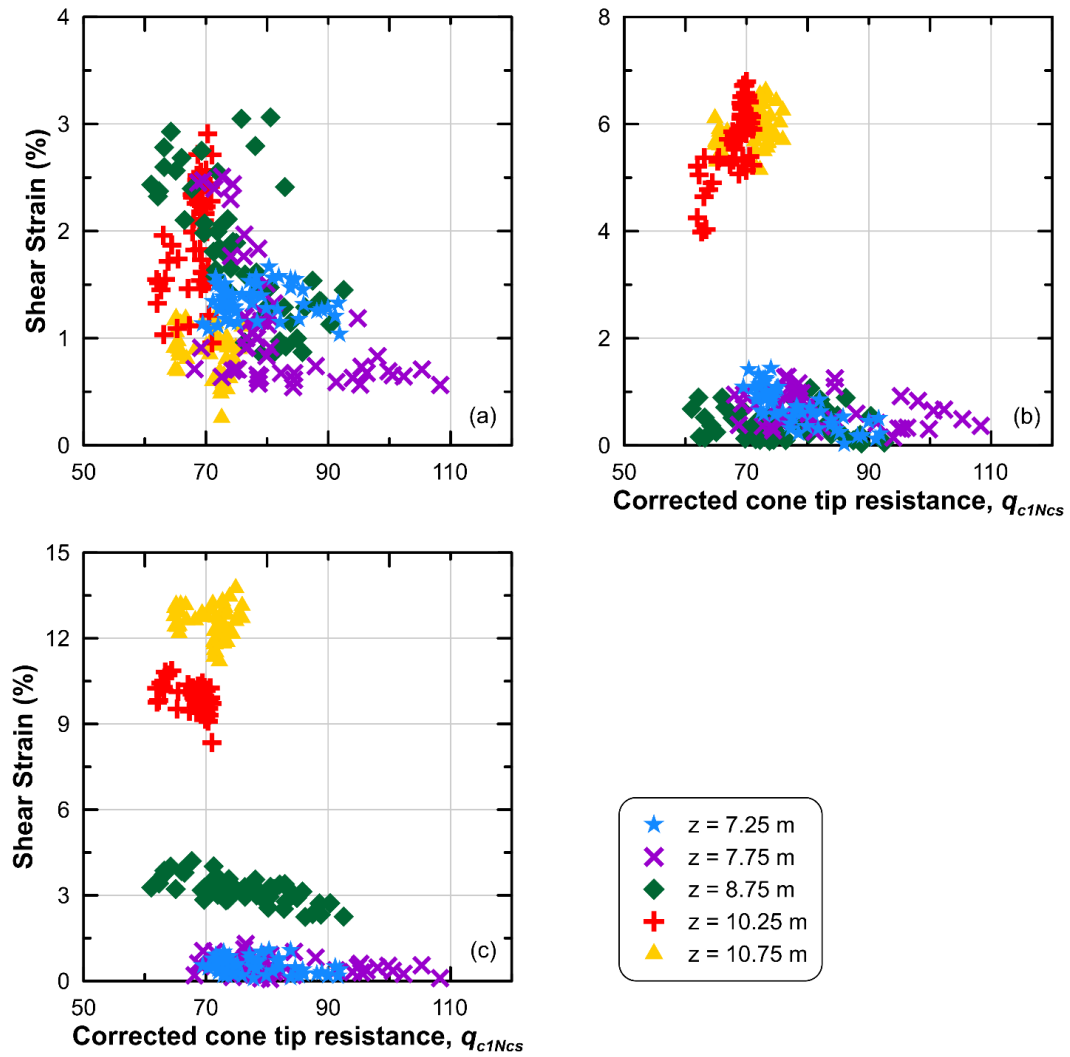 4
3
2
1
0
Shear Strain (%)
(a)
50
70
90
110
8
6
4
2
0
(b)
50
70
90
110
Corrected cone tip resistance, qc1Ncs
15
12
9
6
3
0
Shear Strain (%)
(c)
50
70
90
110
Corrected cone tip resistance, qc1Ncs
z = 7.25 m
z = 7.75 m
z = 8.75 m
z = 10.25 m
z = 10.75 m